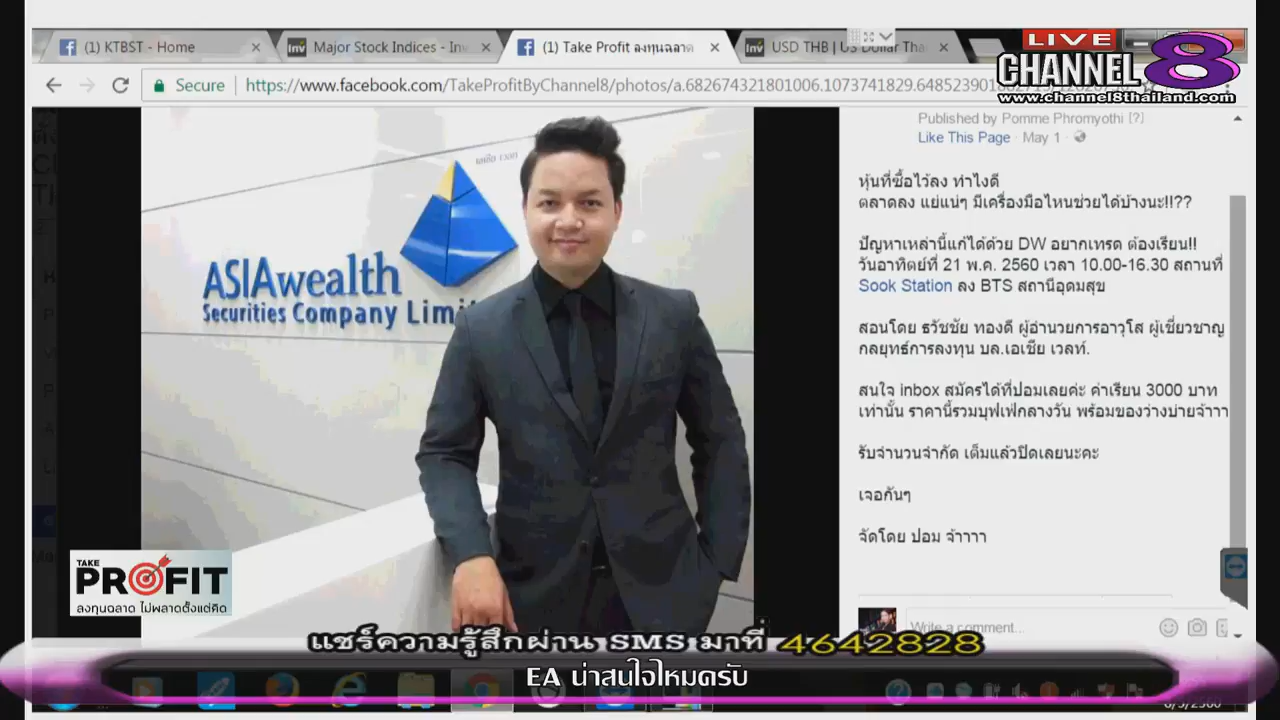 (1) KTBST - Home
Major Stock Indices - Inv
(1) Take Profit ลงทุนฉลาด
USD THB | US Dollar Tha
LIVE
CHANNEL 8
www.channel8thailand.com
Secure
https://www.facebook.com/TakeProfitByChannel8/photos/a.682674321801006.1073741829.648523901
Published by Pomme Phromyothi [?]
Like This Page · May 1
หุ้นที่ซื้อไว้ลง ทำไงดี
ตลาดลง แย่แน่ๆ มีเครื่องมือไหนช่วยได้บ้างนะ!!??
ปัญหาเหล่านี้แก้ได้ด้วย DW อยากเทรด ต้องเรียน!!
วันอาทิตย์ที่ 21 พ.ค. 2560 เวลา 10.00-16.30 สถานที่
Sook Station ลง BTS สถานีอุดมสุข
สอนโดย ธวัชชัย ทองดี ผู้อำนวยการอาวุโส ผู้เชี่ยวชาญ
กลยุทธ์การลงทุน บล.เอเชีย เวลท์.
สนใจ inbox สมัครได้ที่ปอมเลยค่ะ ค่าเรียน 3000 บาท
เท่านั้น ราคานี้รวมบุฟเฟ่กลางวัน พร้อมของว่างบ่ายจ้าาา
รับจำนวนจำกัด เต็มแล้วปิดเลยนะคะ
เจอกันๆ
จัดโดย ปอม จ้าาาา
Write a comment...
เอเชีย เวลท์
ASIAwealth
Securities Company Limi
TAKE
PROFIT
ลงทุนฉลาด ไม่พลาดตั้งแต่คิด
แชร์ความรู้สึกผ่าน SMS มาที่ 4642828
EA น่าสนใจไหมครับ